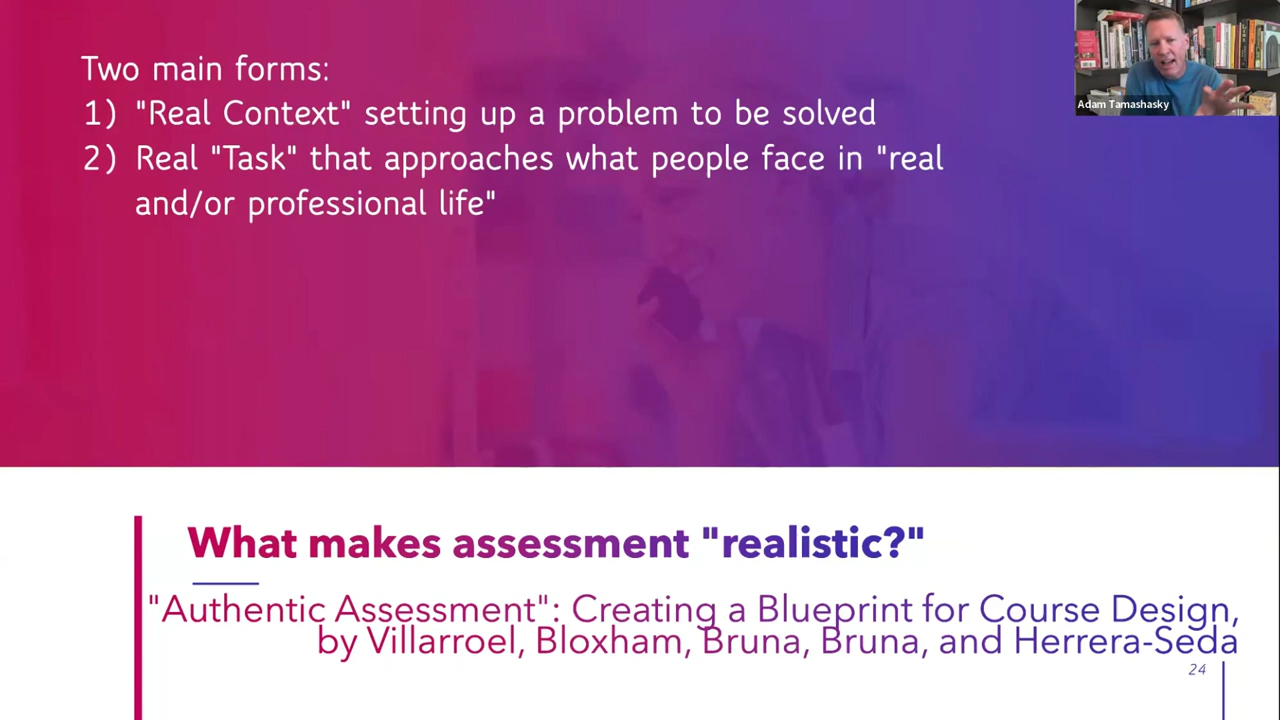 Two main forms:
1) "Real Context" setting up a problem to be solved
2) Real "Task" that approaches what people face in "real
and/or professional life"
Adam Tamashasky
What makes assessment "realistic?"
"Authentic Assessment": Creating a Blueprint for Course Design,
by Villarroel, Bloxham, Bruna, Bruna, and Herrera-Seda
24